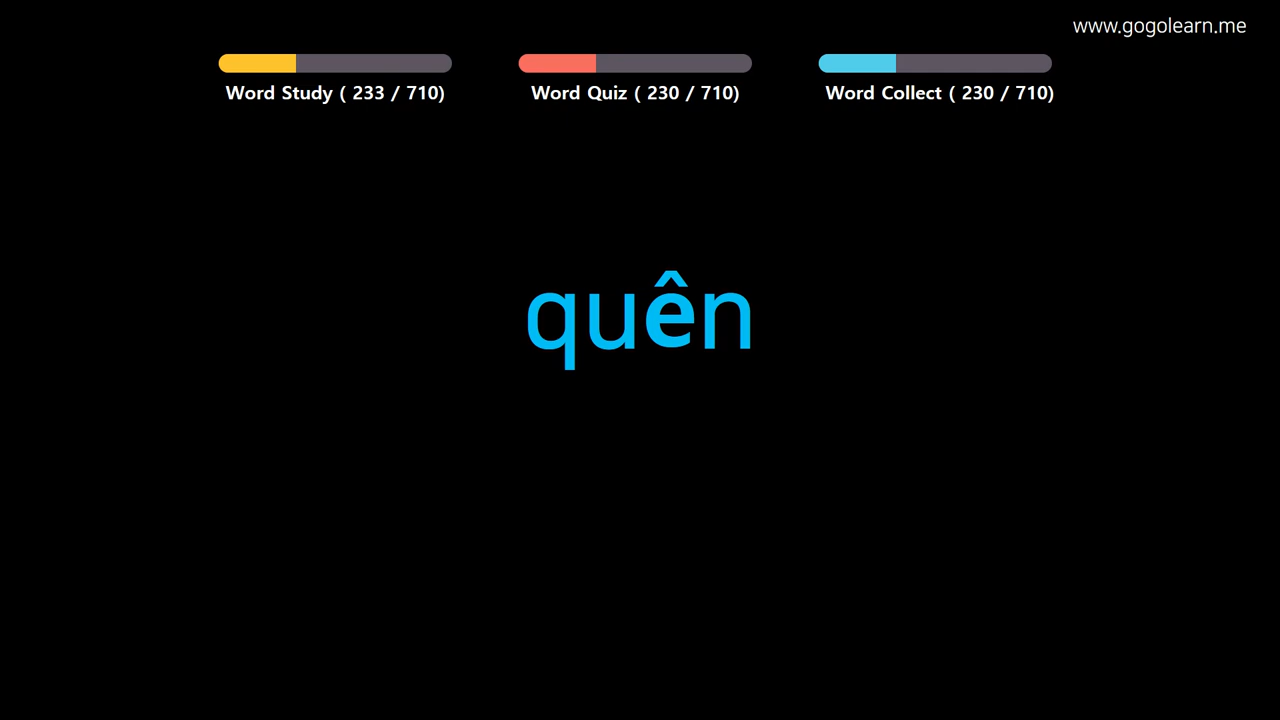 www.gogolearn.me
Word Study ( 233 / 710)
Word Quiz ( 230 / 710)
Word Collect ( 230 / 710)
quên